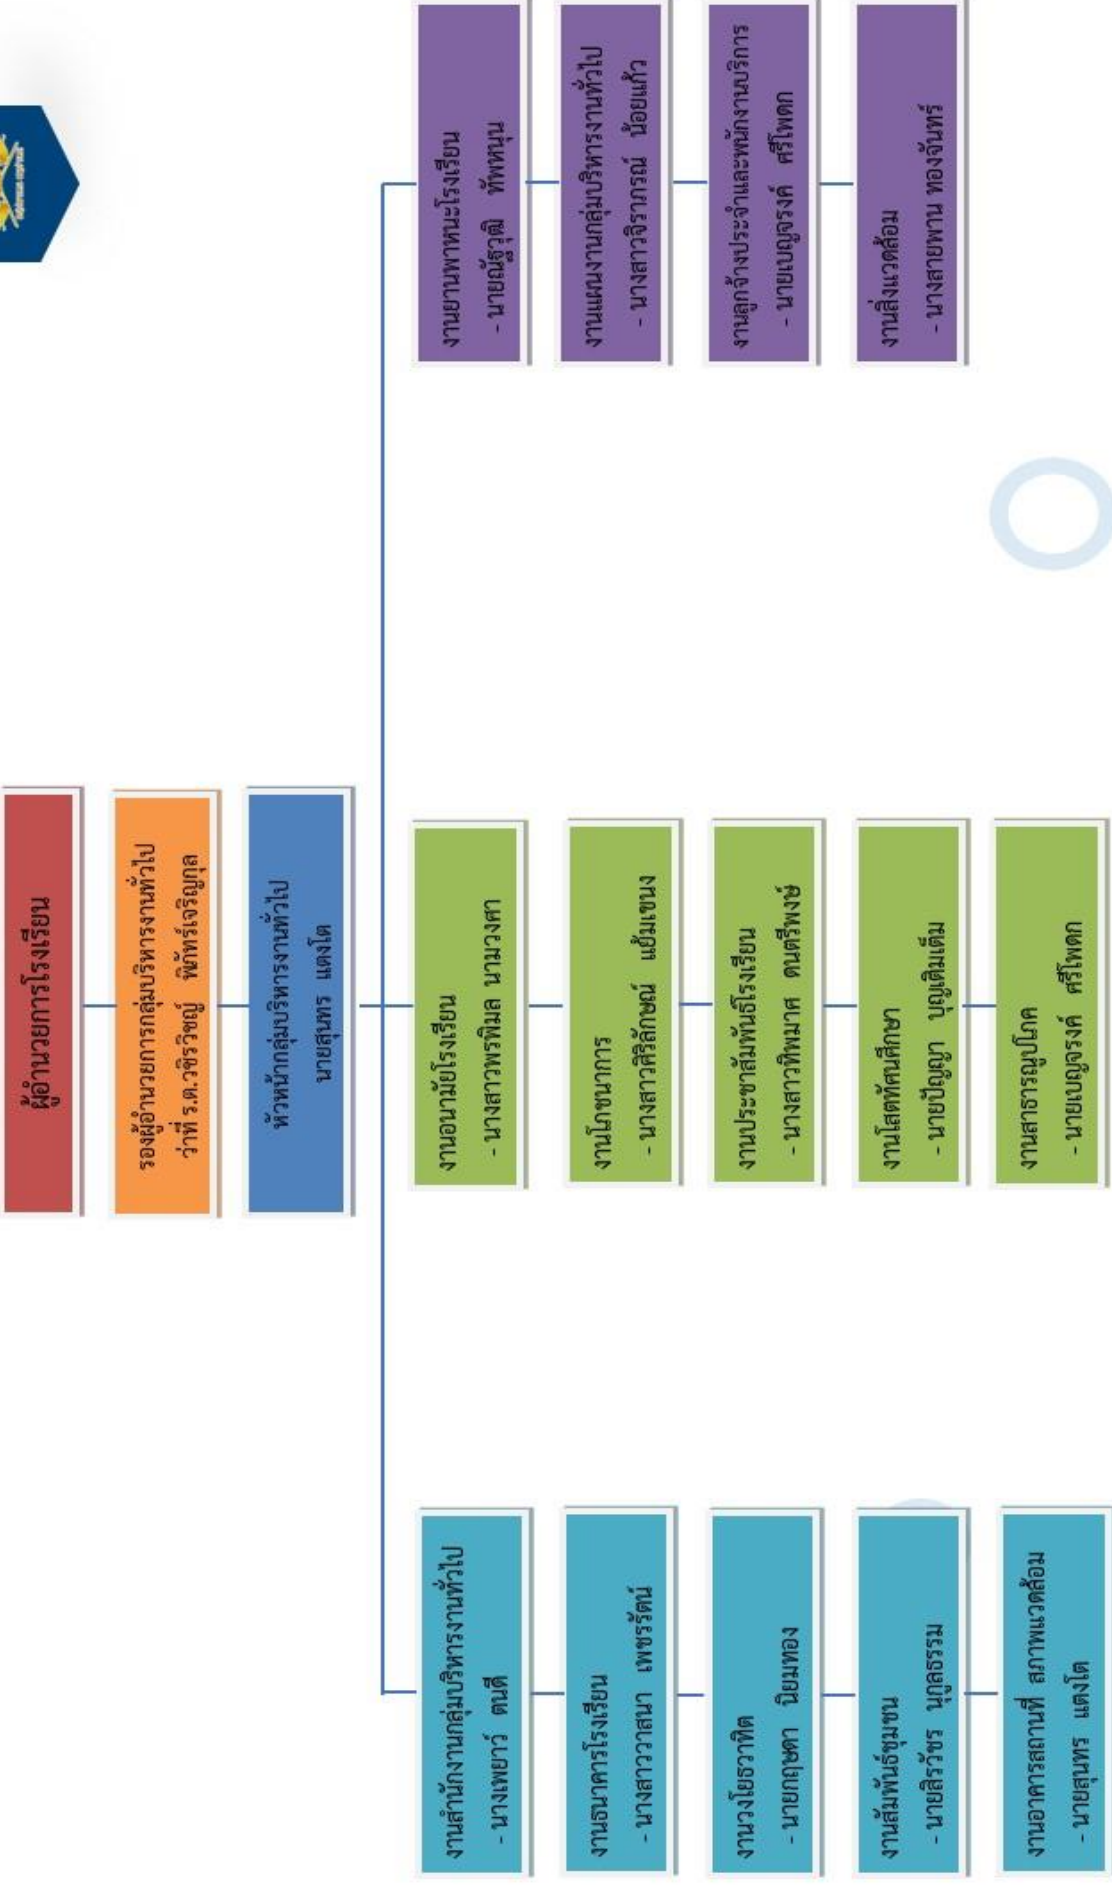 ผู้อำนวยการโรงเรียน
รองผู้อำนวยการกลุ่มบริหารงานทั่วไป
ว่าที่ ร.ต.วชิรวิชญ์ พิภัทร์เจริญกุล
หัวหน้ากลุ่มบริหารงานทั่วไป
นายสุนทร แตงโต
งานสำนักงานกลุ่มบริหารงานทั่วไป
- นางเพยาว์ ตนดี
งานธนาคารโรงเรียน
- นางสาววาสนา เพชรรัตน์
งานวงโยธวาทิต
- นายกฤษดา นิยมทอง
งานสัมพันธ์ชุมชน
- นายสิรวัชร นุกูลธรรม
งานอาคารสถานที่ สภาพแวดล้อม
- นายสุนทร แตงโต
งานอนามัยโรงเรียน
- นางสาวพรพิมล นามวงศา
งานโภชนาการ
- นางสาวศิริลักษณ์ แย้มเขนง
งานประชาสัมพันธ์โรงเรียน
- นางสาวทิพมาศ ดนตรีพงษ์
งานโสตทัศนศึกษา
- นายปัญญา บุญเติมเต็ม
งานสาธารณูปโภค
- นายเบญจรงค์ ศรีโพดก
งานยานพาหนะโรงเรียน
- นายณัฐวุฒิ ทัพหนุน
งานแผนงานกลุ่มบริหารงานทั่วไป
- นางสาวจิราภรณ์ น้อยแก้ว
งานลูกจ้างประจำและพนักงานบริการ
- นายเบญจรงค์ ศรีโพดก
งานสิ่งแวดล้อม
- นางสายพาน ทองจันทร์